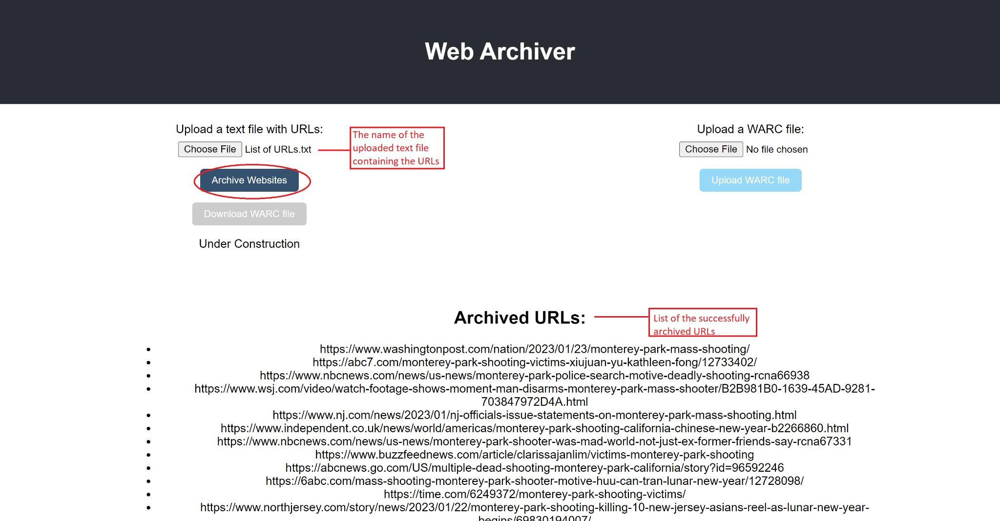 Web Archiver
Upload a text file with URLs:
Choose File List of URLs.txt
The name of the
uploaded text file
containing the URLs
Archive Websites
Download WARC file
Under Construction
Upload a WARC file:
Choose File No file chosen
Upload WARC file
Archived URLs:
List of the successfully
archived URLs
https://www.washingtonpost.com/nation/2023/01/23/monterey-park-mass-shooting/
https://abc7.com/monterey-park-shooting-victims-xiujuan-yu-kathleen-fong/12733402/
https://www.nbcnews.com/news/us-news/monterey-park-police-search-motive-deadly-shooting-rcna66938
https://www.wsj.com/video/watch-footage-shows-moment-man-disarms-monterey-park-mass-shooter/B2B981B0-1639-45AD-9281-
703847972D4A.html
https://www.nj.com/news/2023/01/nj-officials-issue-statements-on-monterey-park-mass-shooting.html
https://www.independent.co.uk/news/world/americas/monterey-park-shooting-california-chinese-new-year-b2266860.html
https://www.nbcnews.com/news/us-news/monterey-park-shooter-was-mad-world-not-just-ex-former-friends-say-rcna67331
https://www.buzzfeednews.com/article/clarissajanlim/victims-monterey-park-shooting
https://abcnews.go.com/US/multiple-dead-shooting-monterey-park-california/story?id=96592246
https://6abc.com/mass-shooting-monterey-park-shooter-motive-huu-can-tran-lunar-new-year/12728098/
https://time.com/6249372/monterey-park-shooting-victims/
https://www.northjersey.com/story/news/2023/01/22/monterey-park-shooting-killing-10-new-jersey-asians-reel-as-lunar-new-year-
begins/69830194007/